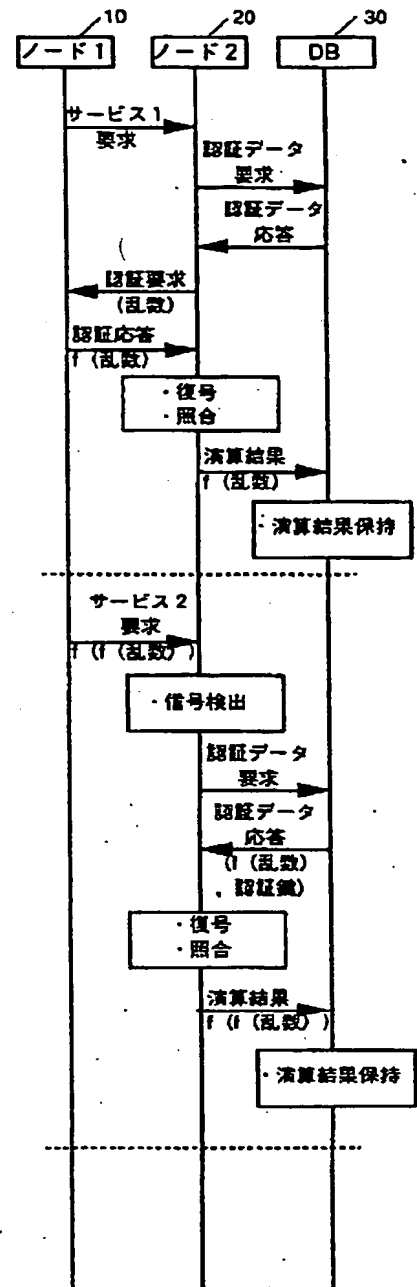 10
20
30
ノード1
ノード2
DB
サービス1
要求
認証データ
要求
認証データ
応答
認証要求
(乱数)
認証応答
f (乱数)
・復号
・照合
演算結果
f (乱数)
・演算結果保持
サービス2
要求
f (f (乱数) )
・信号検出
認証データ
要求
認証データ
応答
(f (乱数)
、認証鍵)
・復号
・照合
演算結果
f (f (乱数) )
・演算結果保持